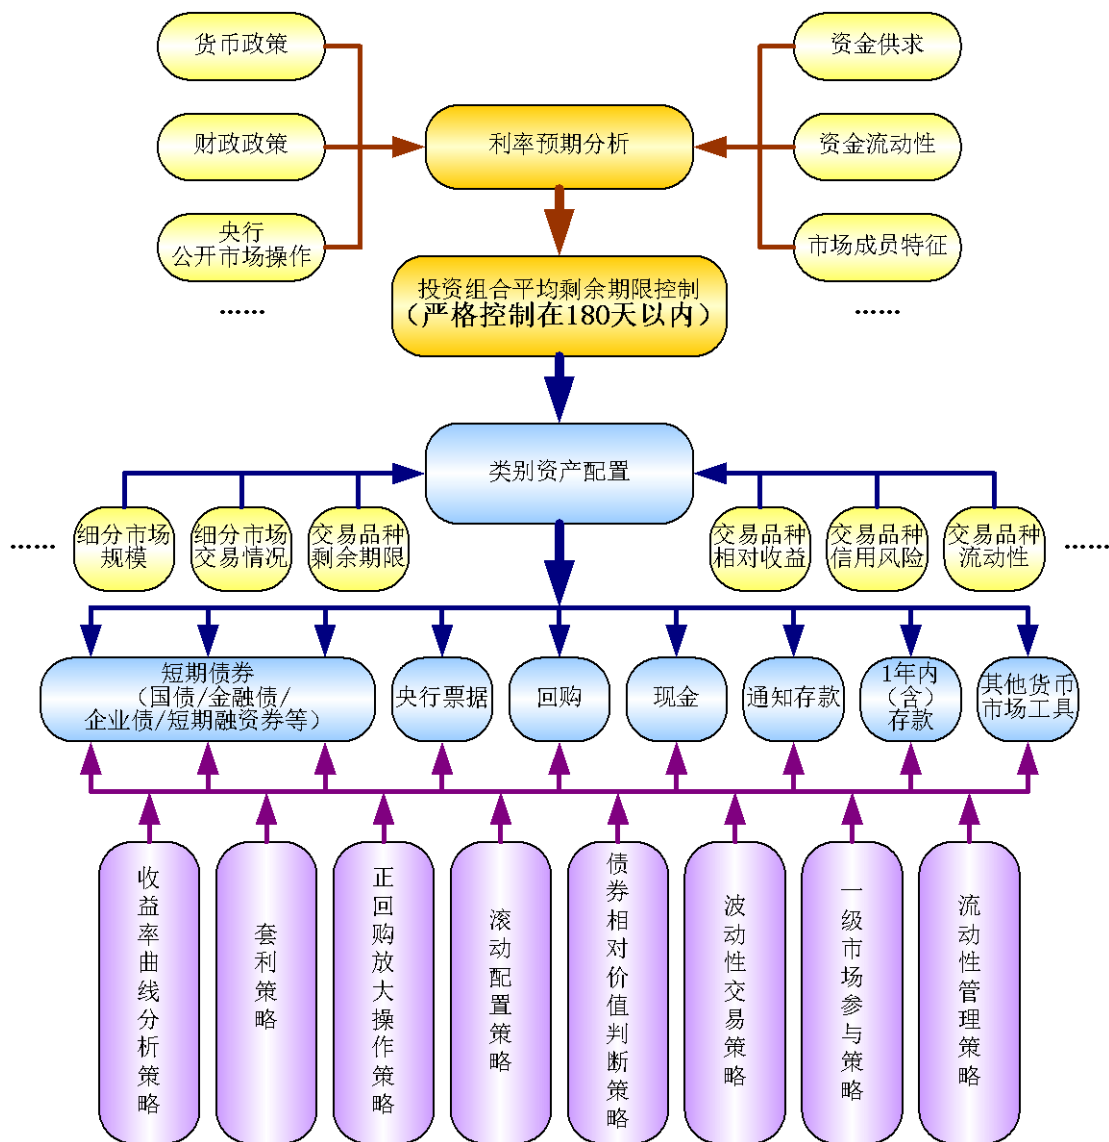 货币政策
资金供求
利率预期分析
财政政策
资金流动性
央行
公开市场操作
市场成员特征
……
……
投资组合平均剩余期限控制
（严格控制在180天以内）
类别资产配置
……
细分市场
规模
细分市场
交易情况
交易品种
剩余期限
交易品种
相对收益
交易品种
信用风险
交易品种
流动性
……
短期债券
（国债/金融债/
企业债/短期融资券等）
央行票据
回购
现金
通知存款
1年内
（含）
存款
其他货币
市场工具
收益率曲线分析策略
套利策略
正回购放大操作策略
滚动配置策略
债券相对价值判断策略
波动性交易策略
一级市场参与策略
流动性管理策略